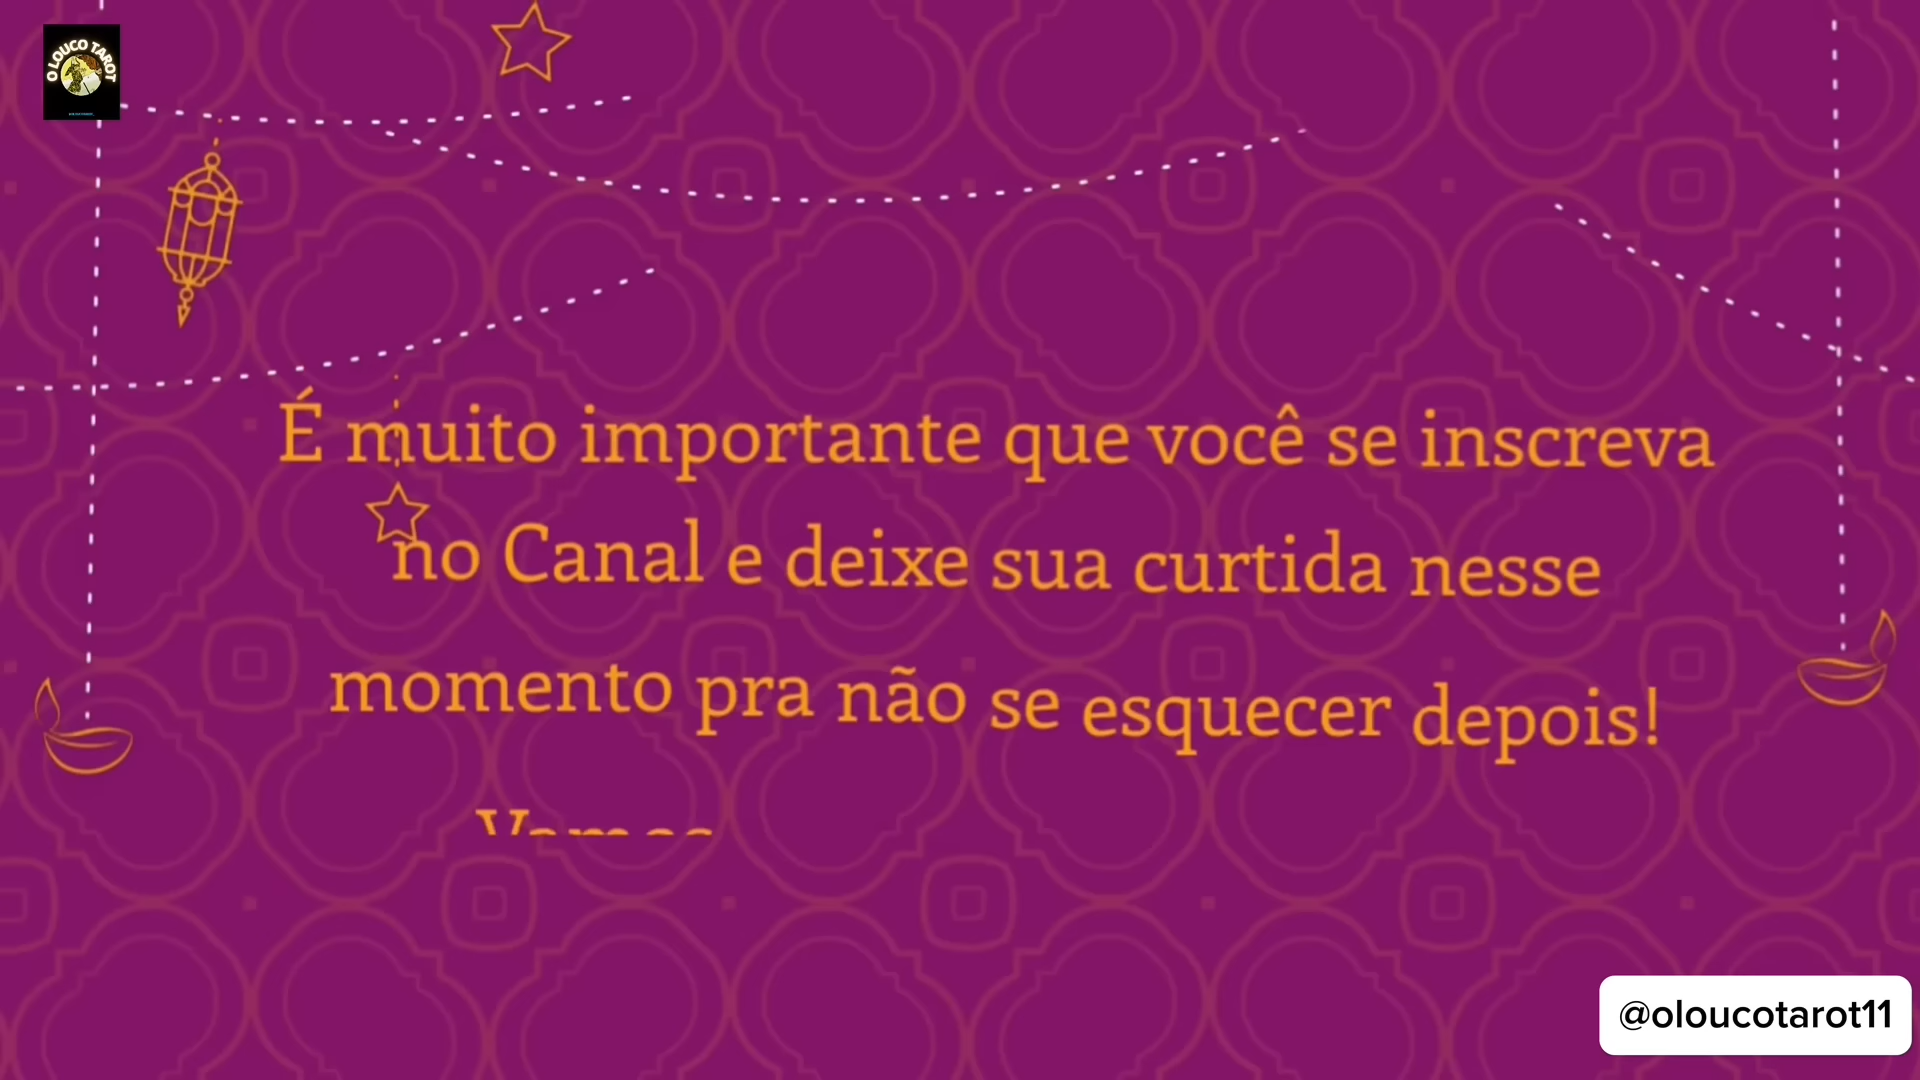 O LOUCO TAROT
É muito importante que você se inscreva
no Canal e deixe sua curtida nesse
momento pra não se esquecer depois!
Vamos
@oloucotarot11